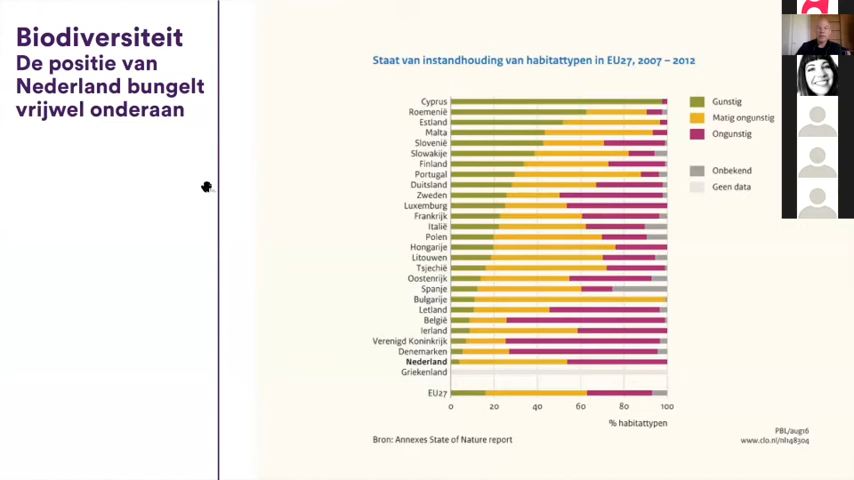 Biodiversiteit
De positie van
Nederland bungelt
vrijwel onderaan
Staat van instandhouding van habitattypen in EU27, 2007 – 2012
Cyprus
Roemenië
Estland
Malta
Slovenië
Slowakije
Finland
Portugal
Duitsland
Zweden
Luxemburg
Frankrijk
Italië
Polen
Hongarije
Litouwen
Tsjechië
Oostenrijk
Spanje
Bulgarije
Letland
België
Ierland
Verenigd Koninkrijk
Denemarken
Nederland
Griekenland
EU27
0 20 40 60 80 100
% habitattypen
Gunstig
Matig ongunstig
Ongunstig
Onbekend
Geen data
Bron: Annexes State of Nature report
PBL/aug16
www.clo.nl/nl148304